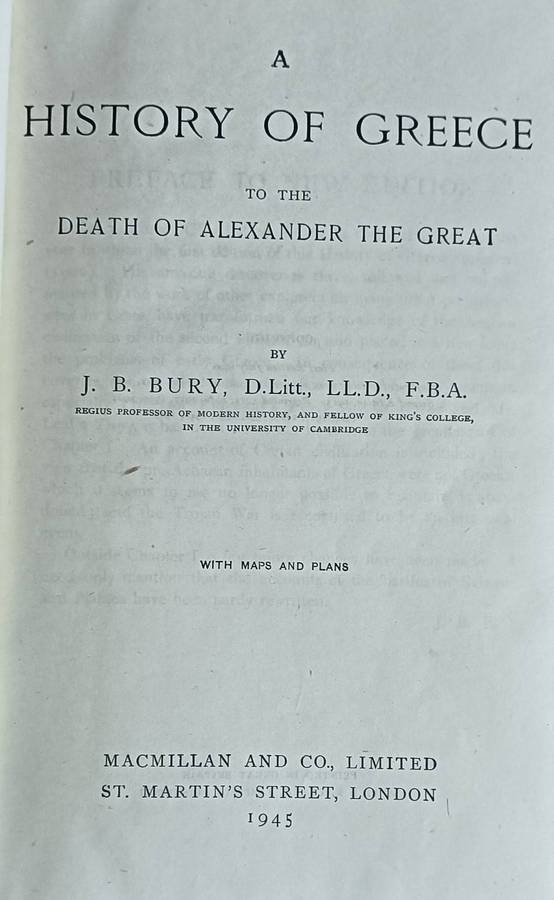 A
HISTORY OF GREECE
TO THE
DEATH OF ALEXANDER THE GREAT
BY
J. B. BURY, D.Litt., LL.D., F.B.A.
REGIUS PROFESSOR OF MODERN HISTORY, AND FELLOW OF KING'S COLLEGE,
IN THE UNIVERSITY OF CAMBRIDGE
WITH MAPS AND PLANS
MACMILLAN AND CO., LIMITED
ST. MARTIN'S STREET, LONDON
1945